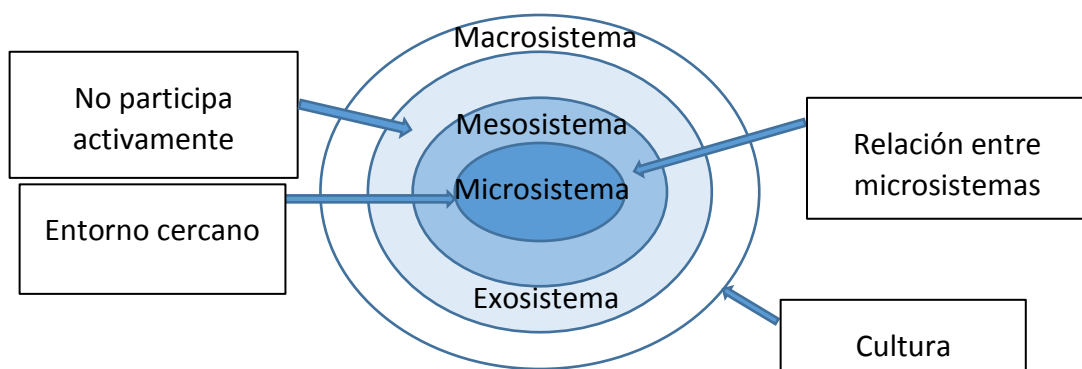 Macrosistema
No participa
activamente
Mesosistema
Relación entre
microsistemas
Microsistema
Entorno cercano
Exosistema
Cultura